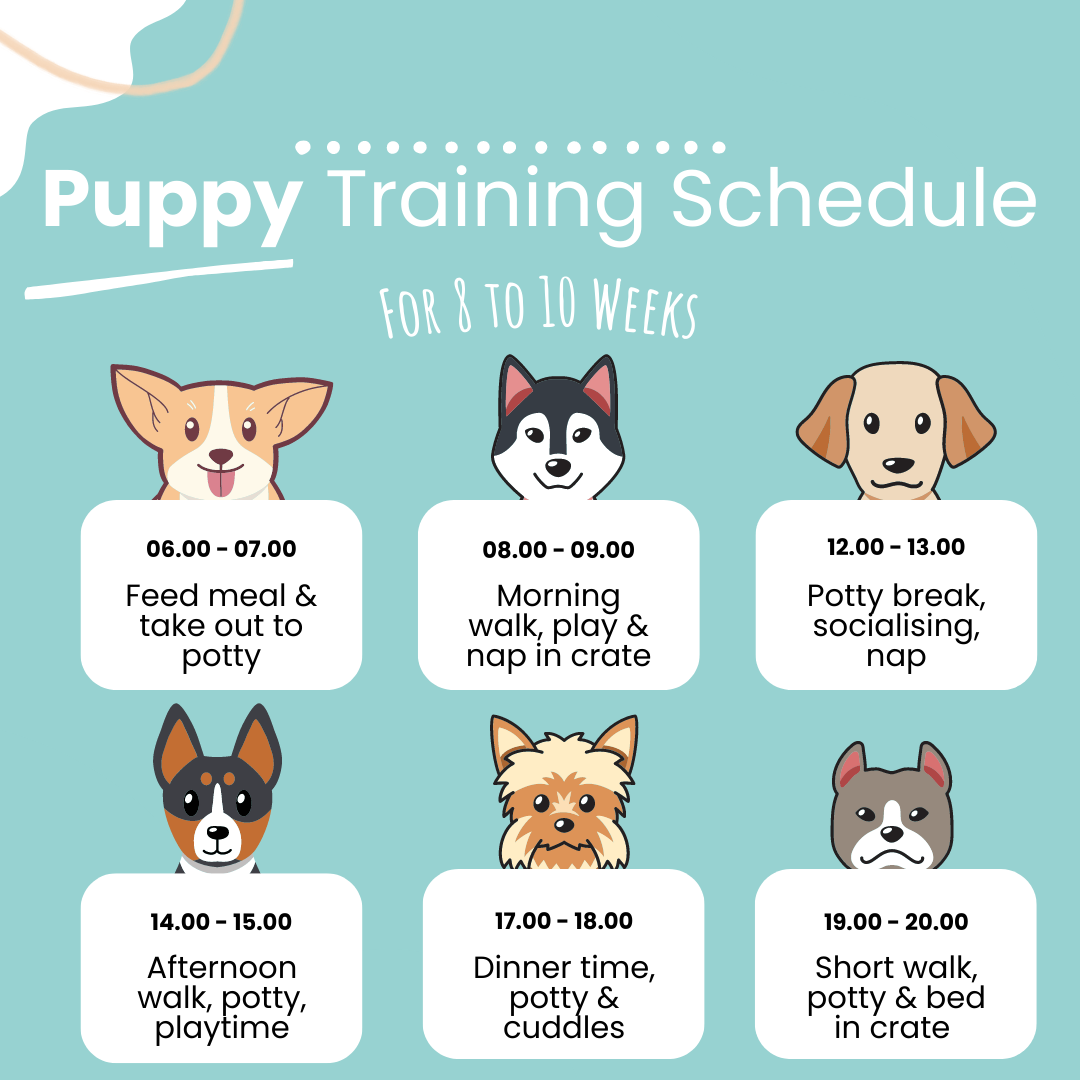 Puppy Training Schedule
For 8 to 10 Weeks
06.00 - 07.00
Feed meal &
take out to
potty
08.00 - 09.00
Morning
walk, play &
nap in crate
12.00 - 13.00
Potty break,
socialising,
nap
14.00 - 15.00
Afternoon
walk, potty,
playtime
17.00 - 18.00
Dinner time,
potty &
cuddles
19.00 - 20.00
Short walk,
potty & bed
in crate